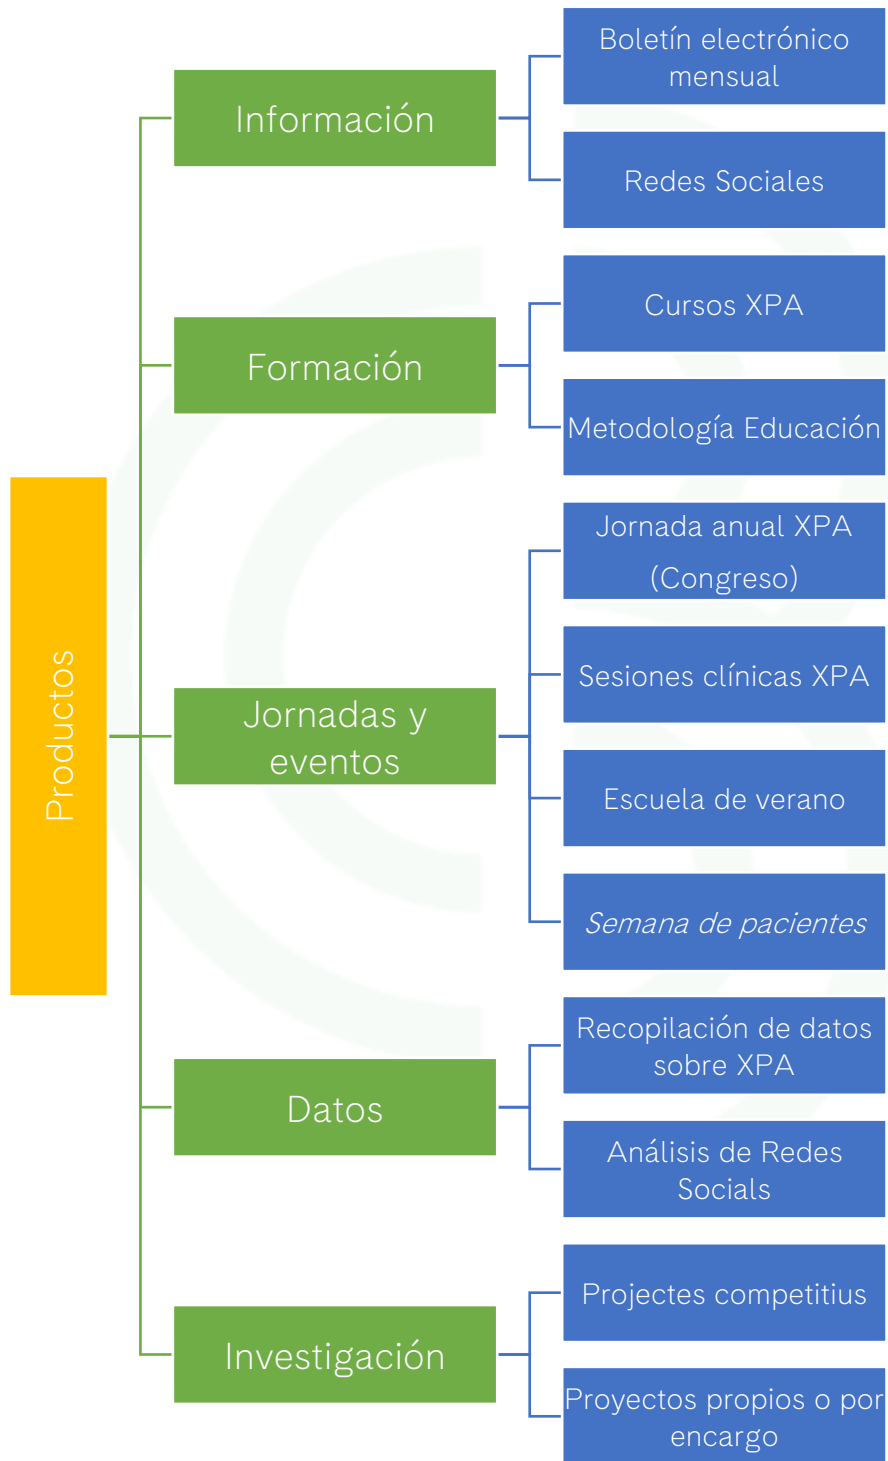 Productos
Información
Boletín electrónico
mensual
Redes Sociales
Formación
Cursos XPA
Metodología Educación
Jornadas y
eventos
Jornada anual XPA
(Congreso)
Sesiones clínicas XPA
Escuela de verano
Semana de pacientes
Datos
Recopilación de datos
sobre XPA
Análisis de Redes
Socials
Investigación
Projectes competitius
Proyectos propios o por
encargo